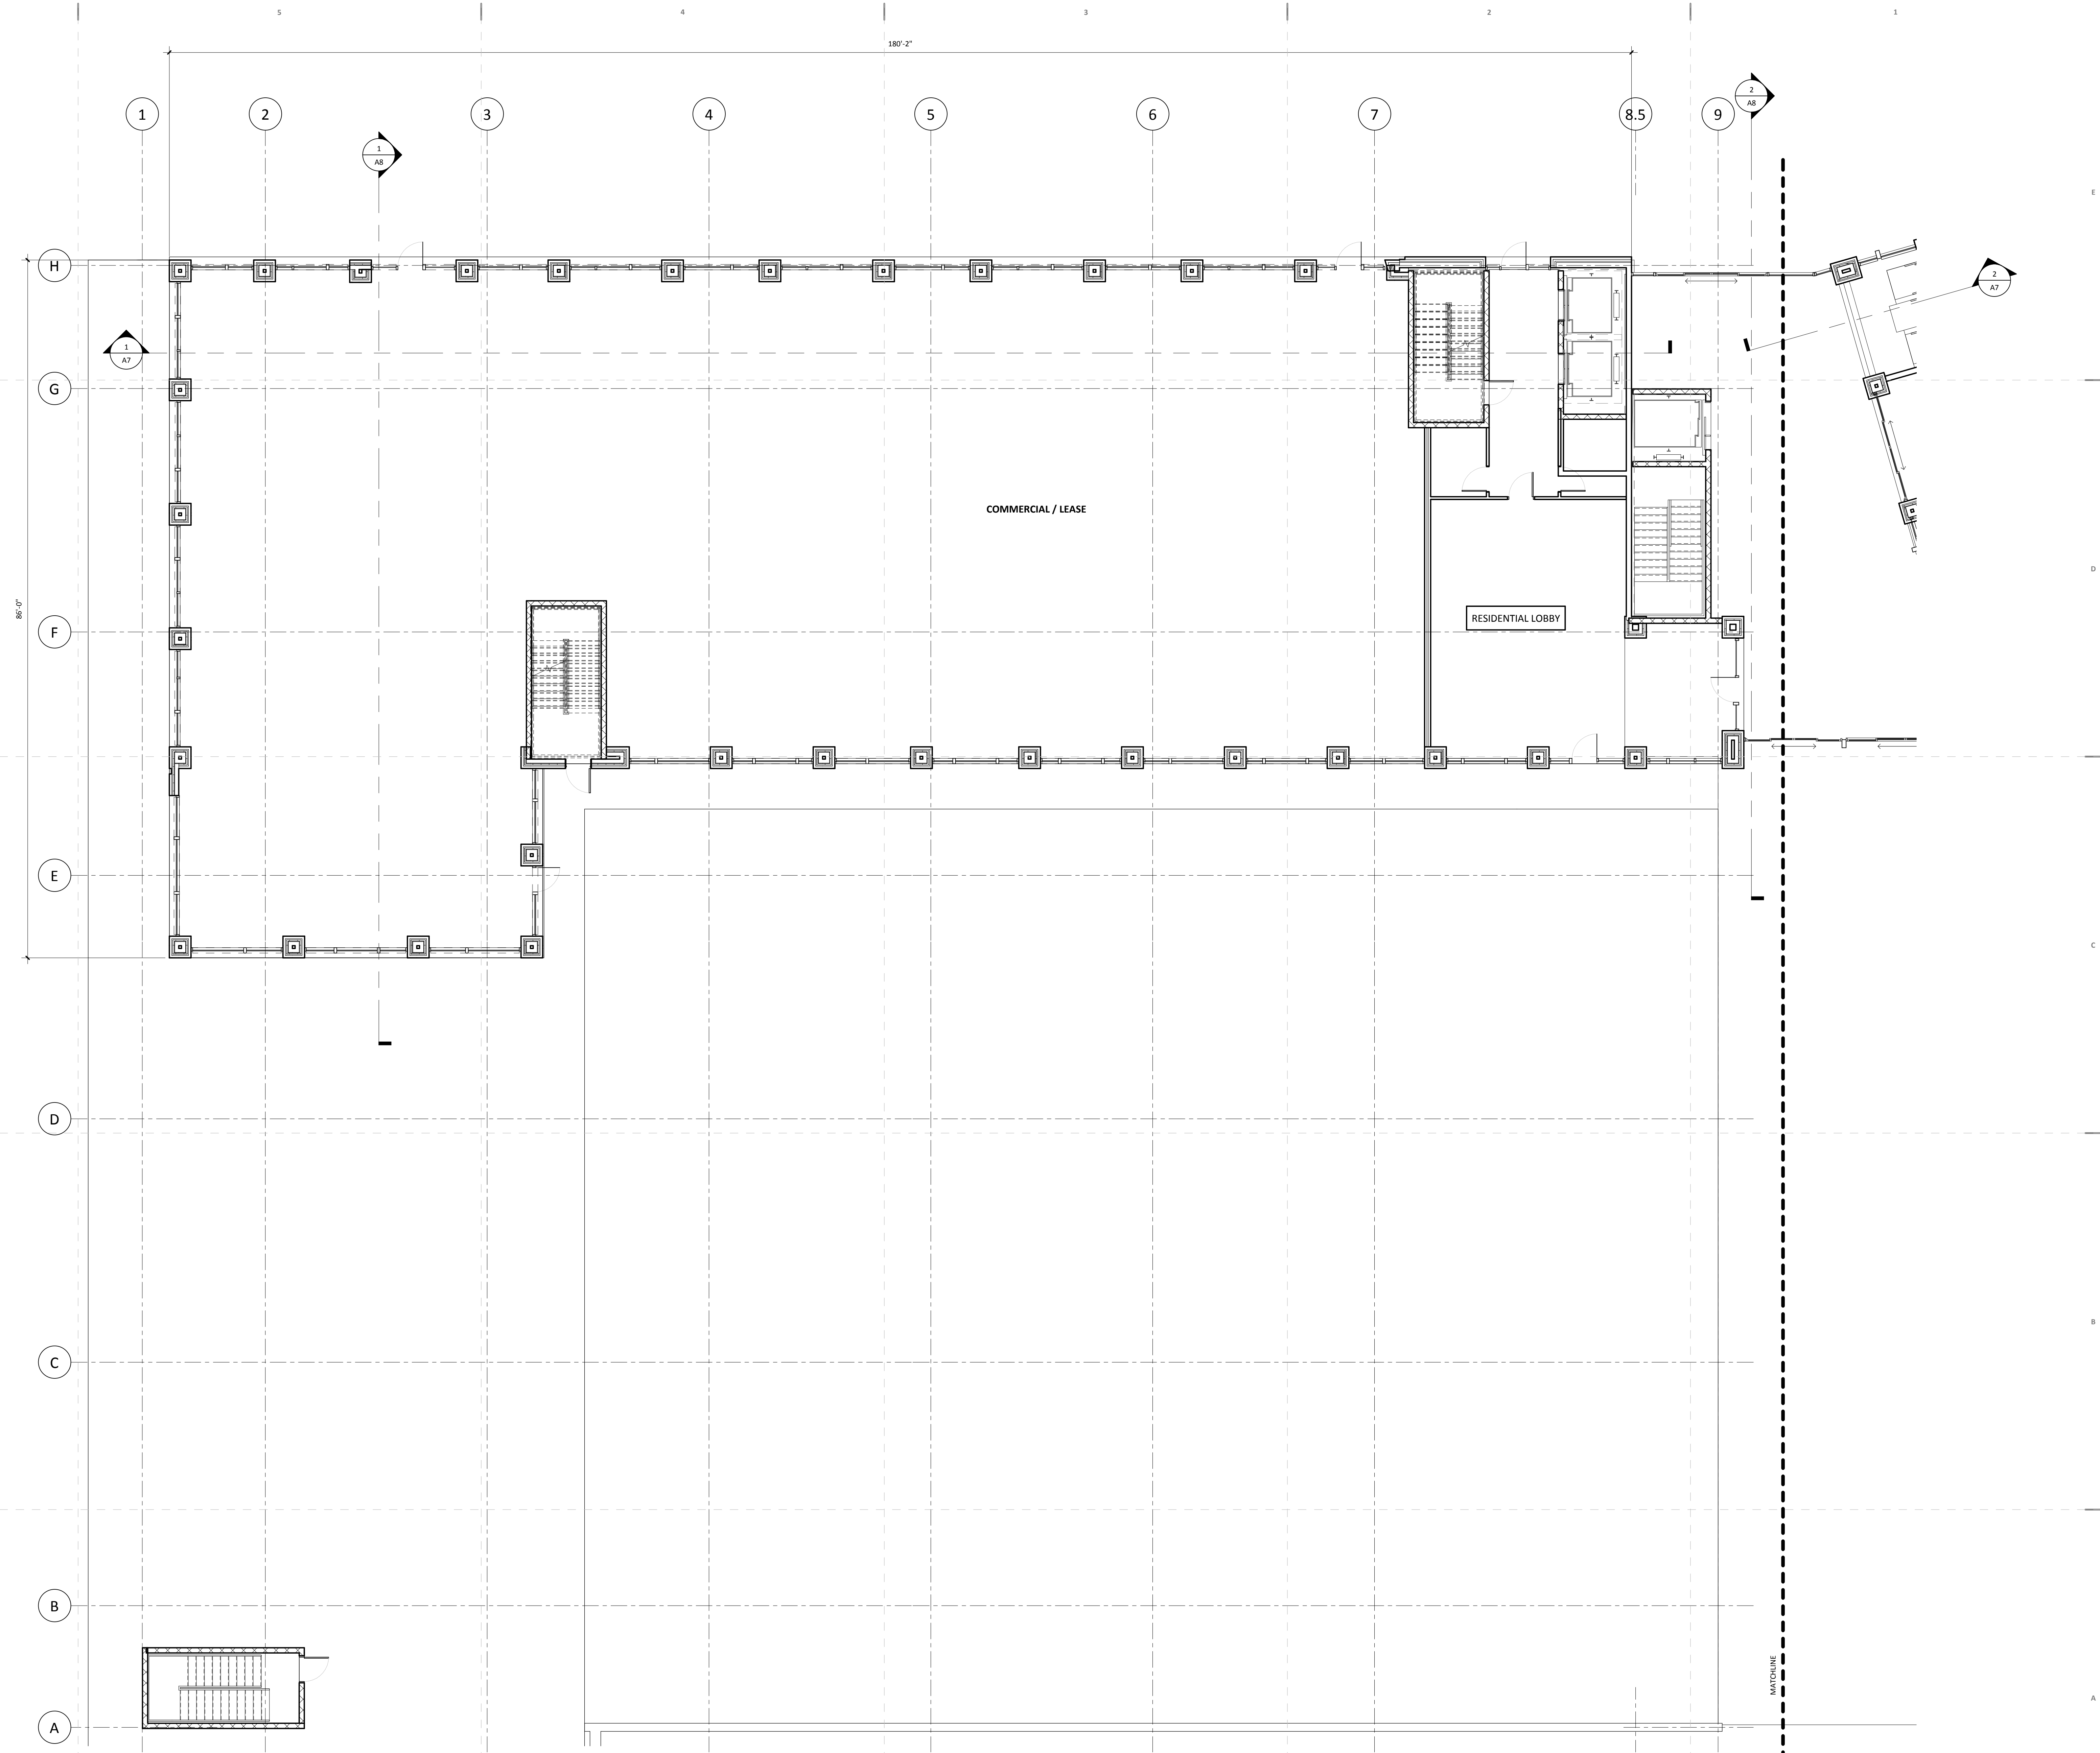 5 4 3 2 1
180'-2"
2
A8
1 2 3 4 5 6 7 8.5 9
1
A8
E
H
2
A7
1
A7
G
COMMERCIAL / LEASE
D
86'-0"
RESIDENTIAL LOBBY
F
E
C
D
B
C
B
MATCHLINE
A
A